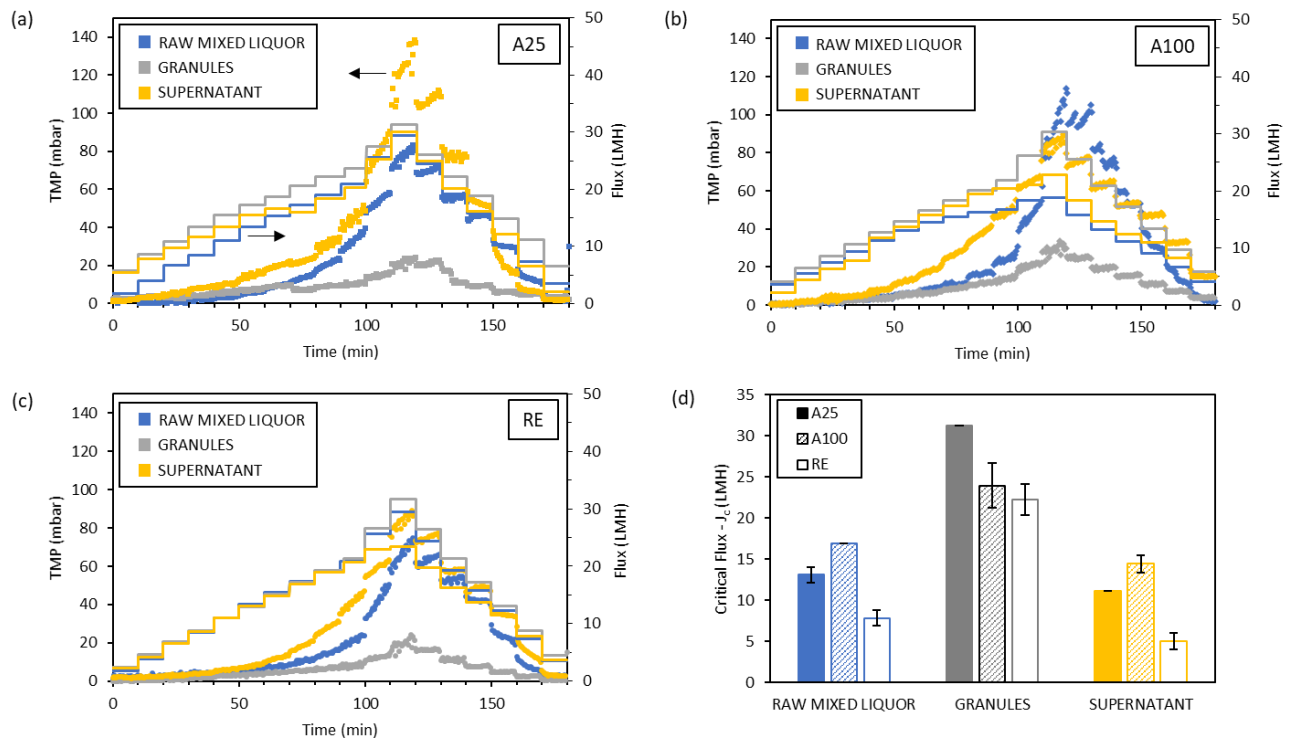 (a)
A25
RAW MIXED LIQUOR
GRANULES
SUPERNATANT
TMP (mbar)
0
20
40
60
80
100
120
140
Flux (LMH)
0
10
20
30
40
50
0
50
100
150
Time (min)
(b)
A100
RAW MIXED LIQUOR
GRANULES
SUPERNATANT
TMP (mbar)
0
20
40
60
80
100
120
140
Flux (LMH)
0
10
20
30
40
50
0
50
100
150
Time (min)
(c)
RE
RAW MIXED LIQUOR
GRANULES
SUPERNATANT
TMP (mbar)
0
20
40
60
80
100
120
140
Flux (LMH)
0
10
20
30
40
50
0
50
100
150
Time (min)
(d)
A25
A100
RE
Critical Flux - Jc (LMH)
0
5
10
15
20
25
30
35
RAW MIXED LIQUOR
GRANULES
SUPERNATANT